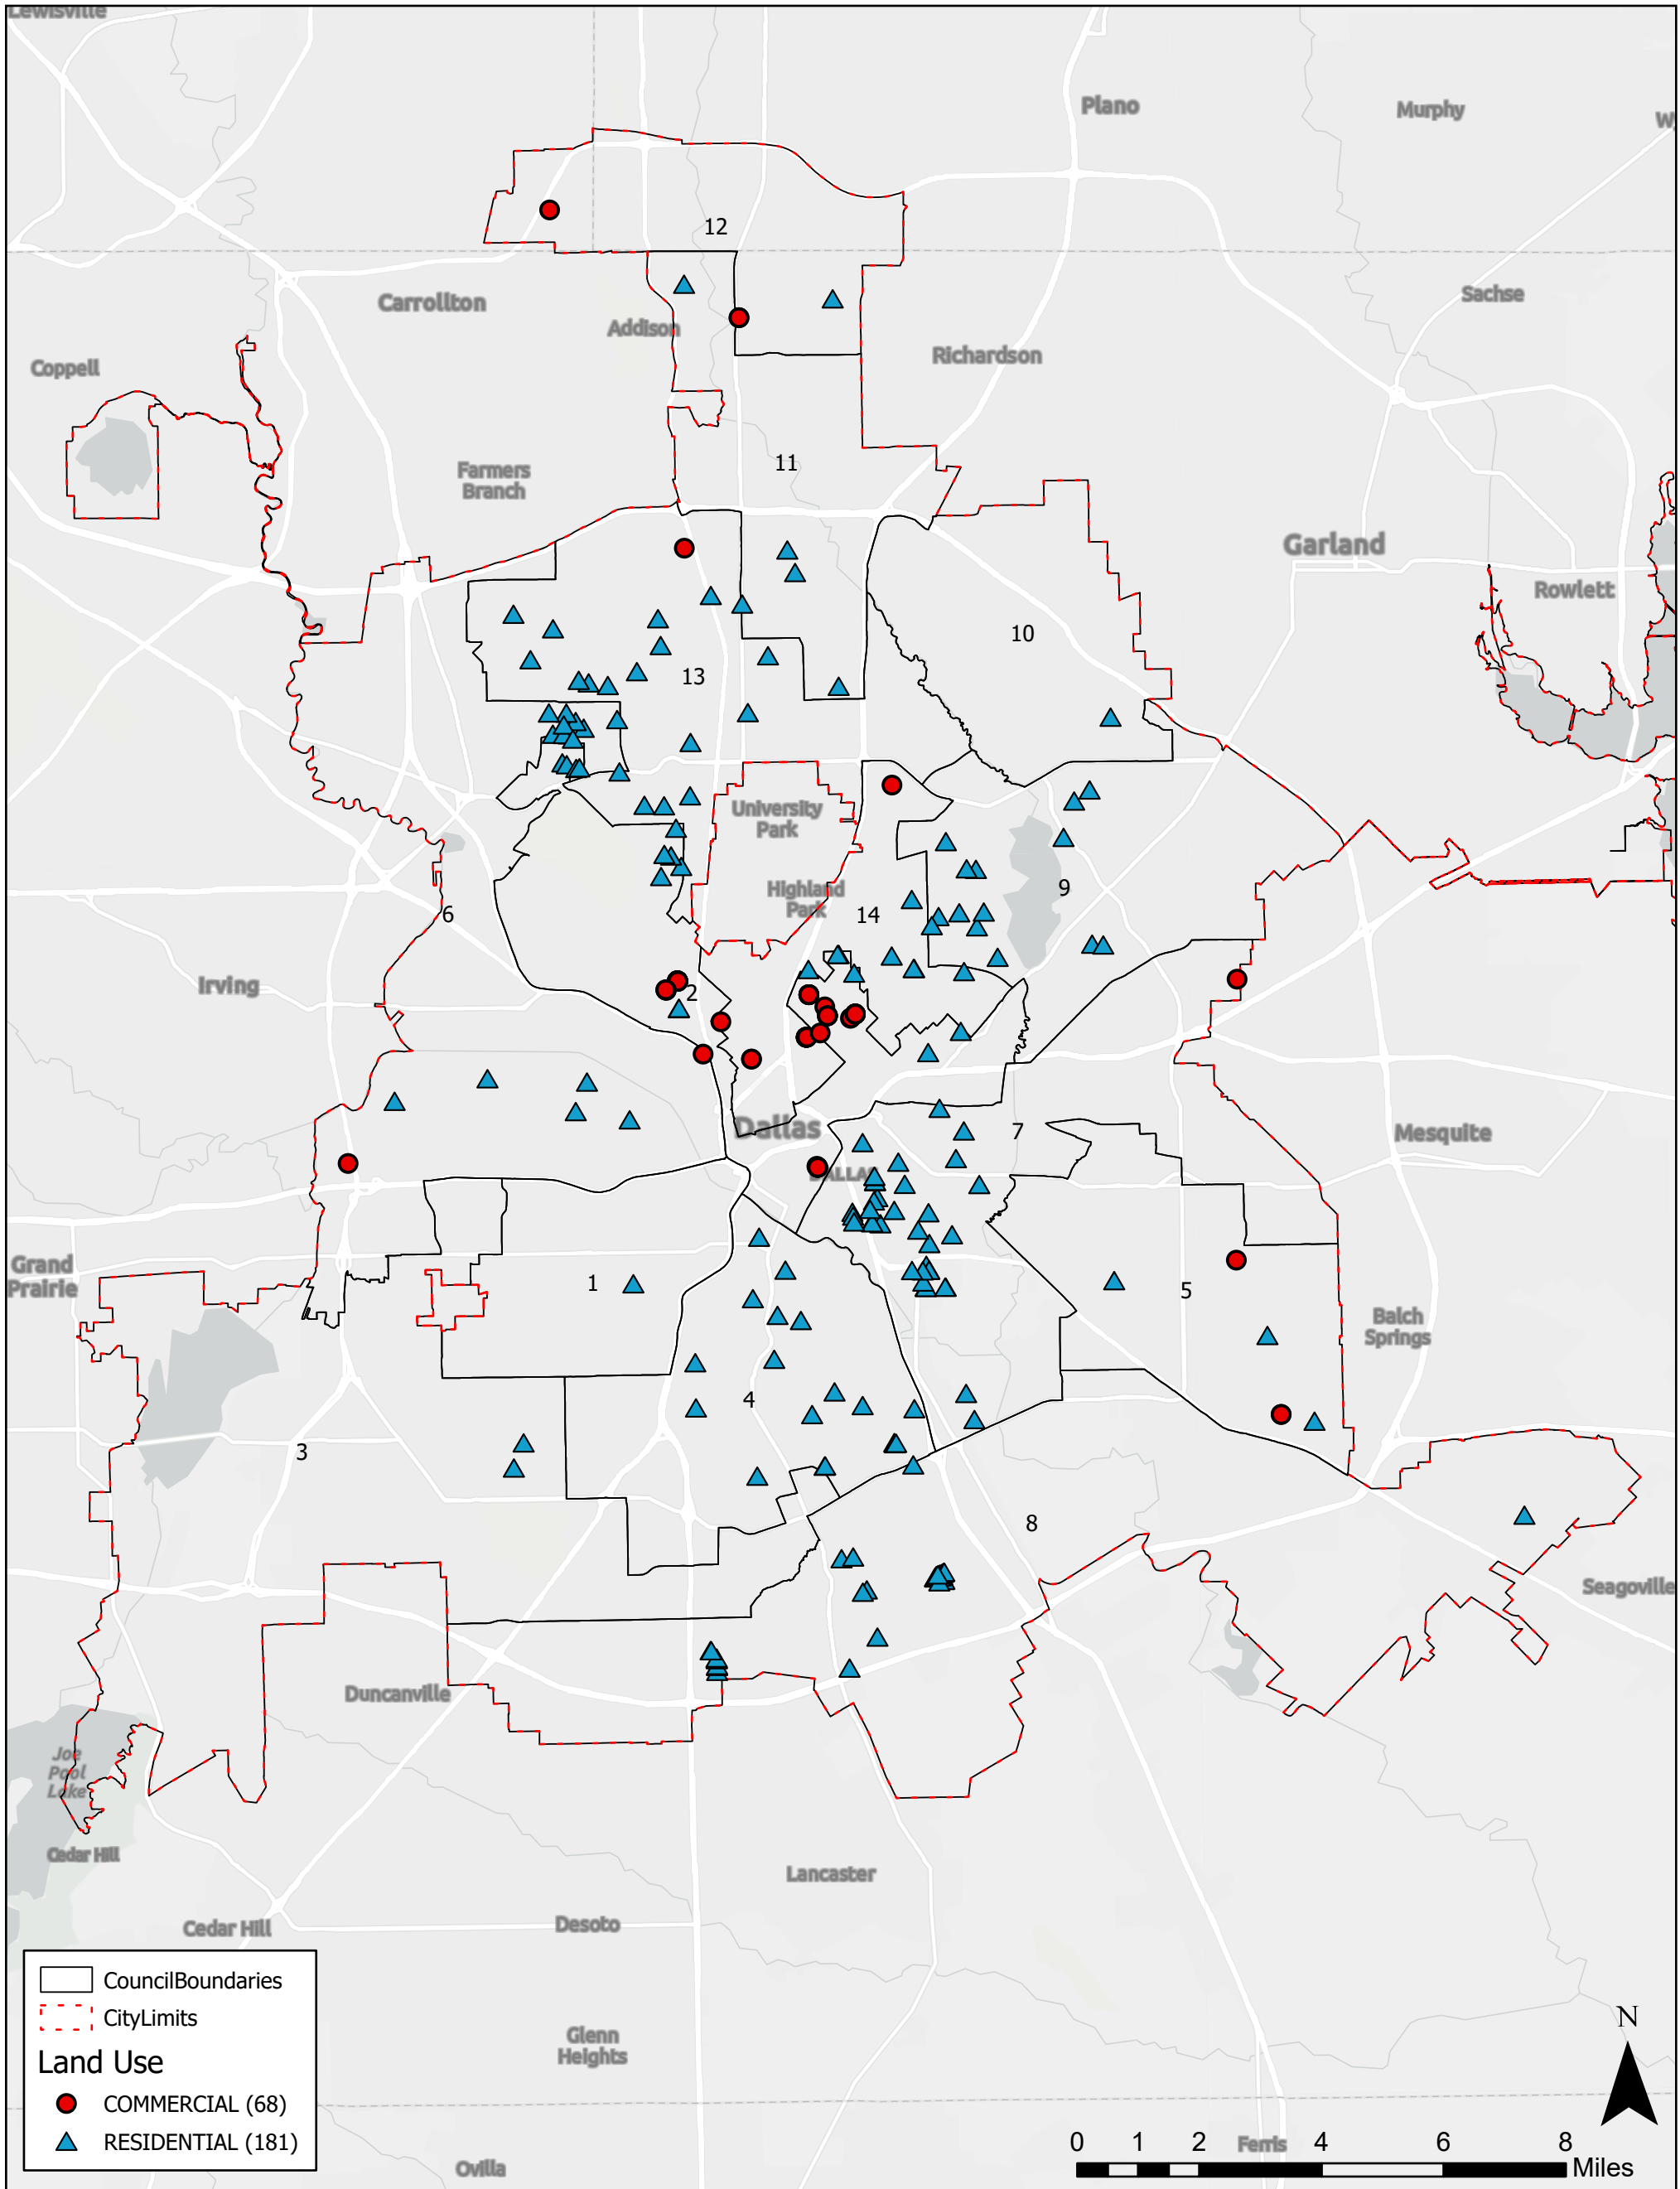 Lewisville
Plano
Murphy
W
12
Carrollton
Sachse
Addison
Richardson
Coppell
11
Farmers
Branch
Garland
Rowlett
10
13
University
Park
Highland
Park
9
14
6
Irving
2
Dallas
7
Mesquite
DALLAS
Grand
Prairie
1
5
Balch
Springs
4
3
8
Seagoville
Duncanville
Joe
Pool
Lake
Cedar Hill
Lancaster
Cedar Hill
Desoto
CouncilBoundaries
CityLimits
Land Use
COMMERCIAL (68)
RESIDENTIAL (181)
Glenn
Heights
N
0 1 2 4 6 8
Miles
Ferris
Ovilla